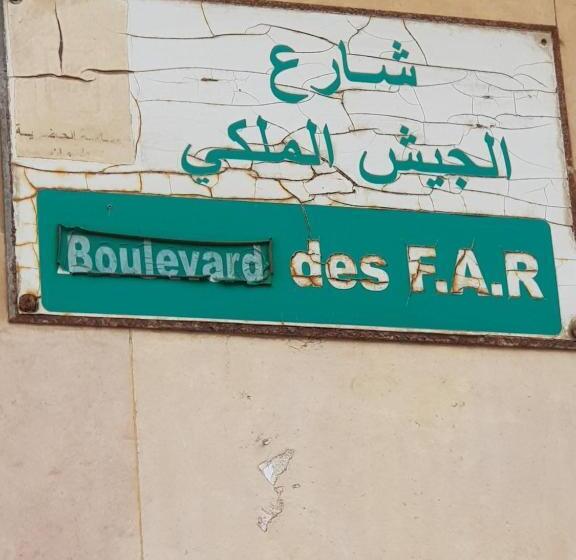 شارع
الجيش الملكي
Boulevard des F.A.R